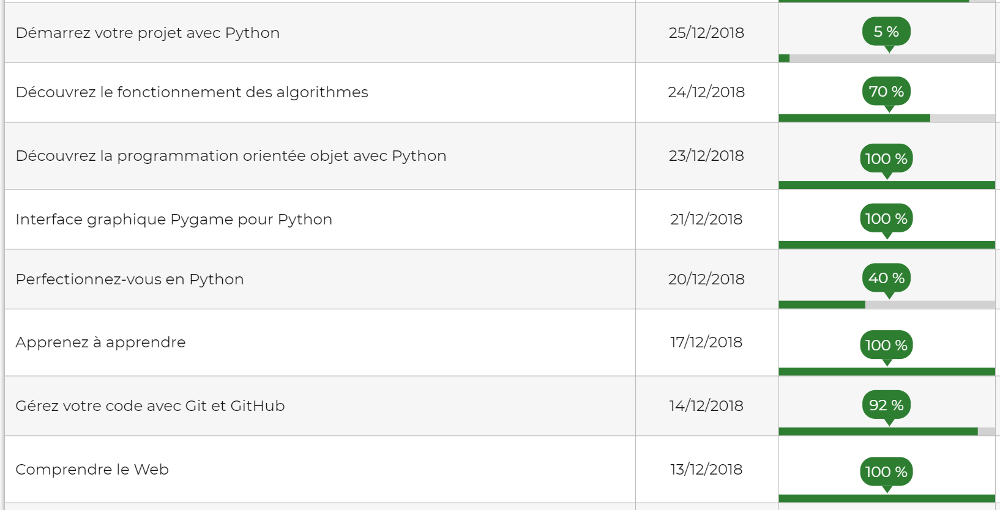 Démarrez votre projet avec Python 25/12/2018 5 %
Découvrez le fonctionnement des algorithmes 24/12/2018 70 %
Découvrez la programmation orientée objet avec Python 23/12/2018 100 %
Interface graphique Pygame pour Python 21/12/2018 100 %
Perfectionnez-vous en Python 20/12/2018 40 %
Apprenez à apprendre 17/12/2018 100 %
Gérez votre code avec Git et GitHub 14/12/2018 92 %
Comprendre le Web 13/12/2018 100 %